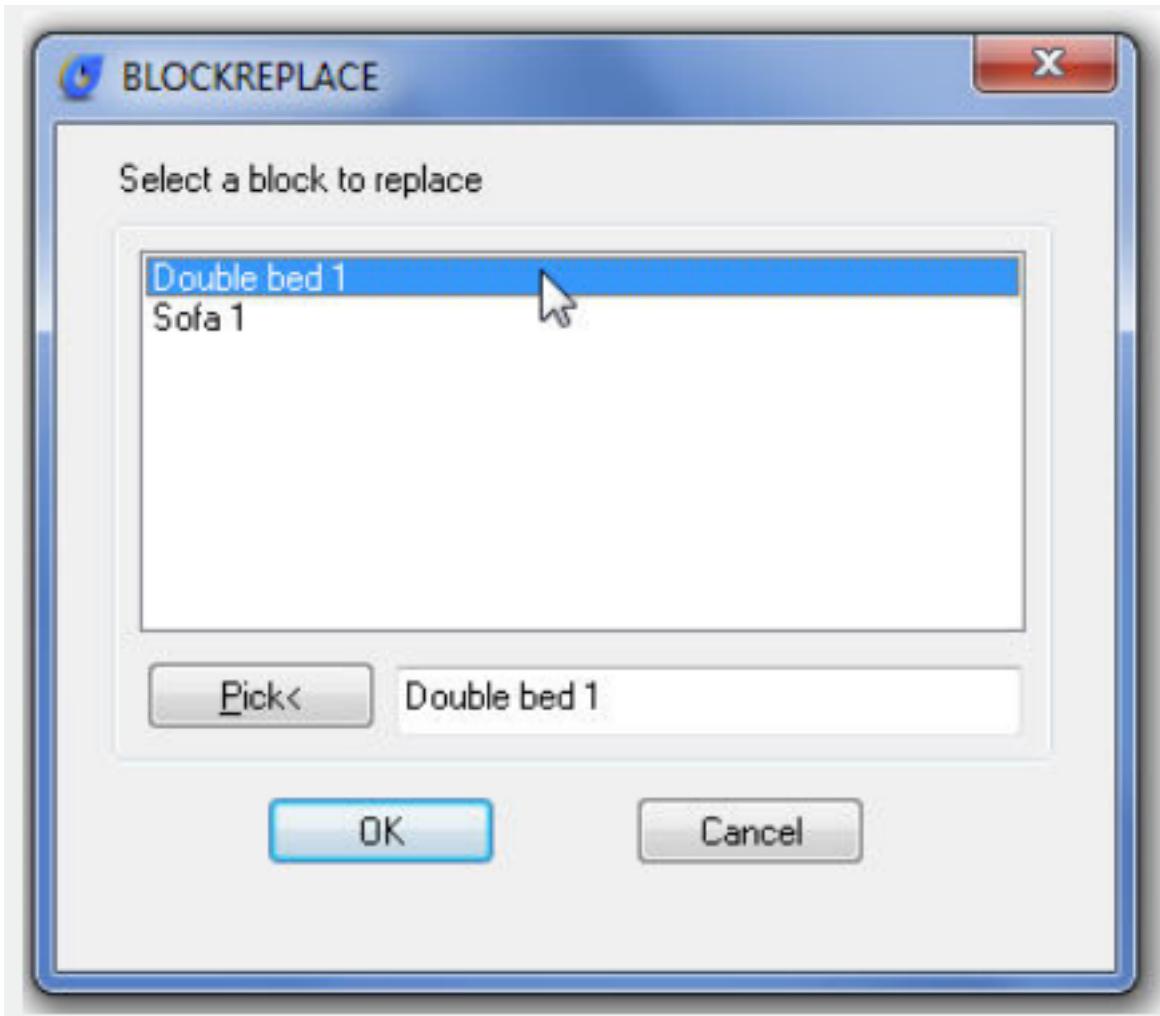 BLOCKREPLACE
Select a block to replace
Double bed 1
Sofa 1
Pick< Double bed 1
OK Cancel